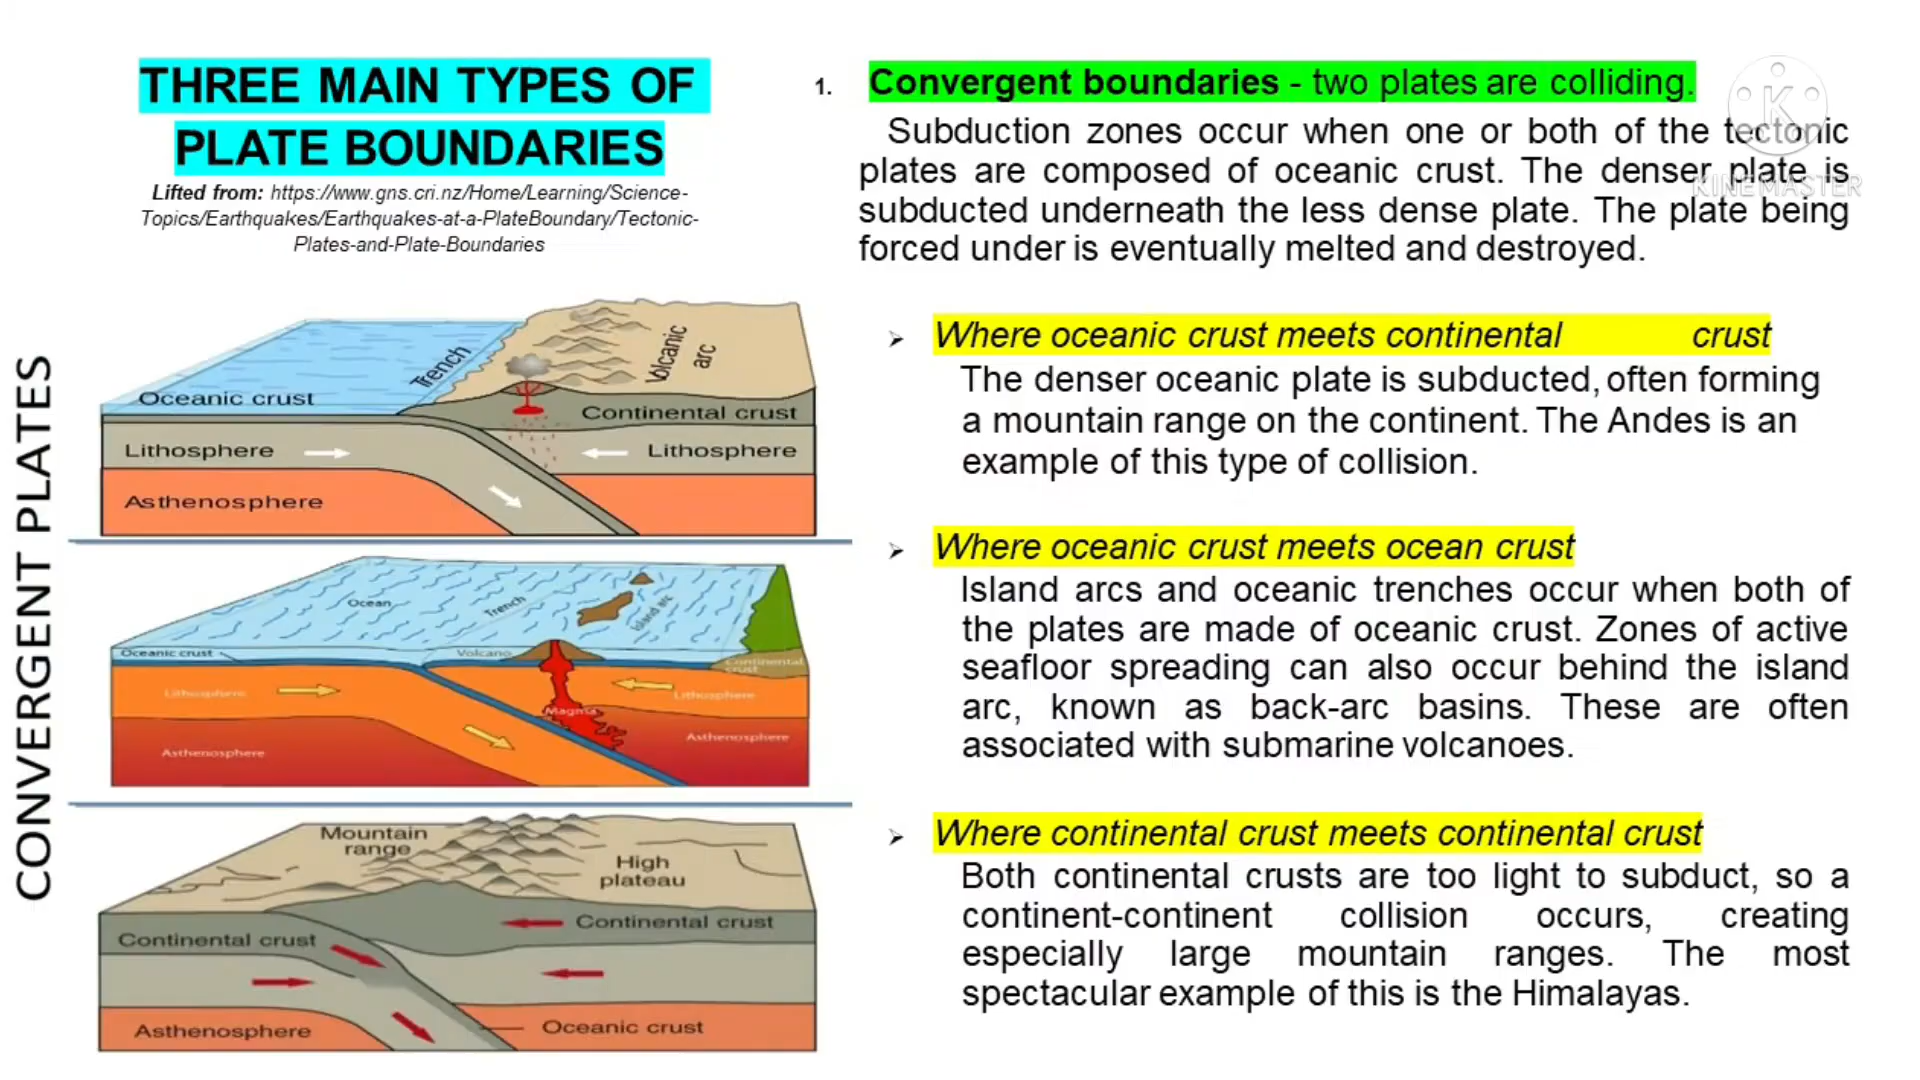 THREE MAIN TYPES OF
PLATE BOUNDARIES
Lifted from: https://www.gns.cri.nz/Home/Learning/Science-
Topics/Earthquakes/Earthquakes-at-a-PlateBoundary/Tectonic-
Plates-and-Plate-Boundaries
CONVERGENT PLATES
Trench
Volcanic
arc
Oceanic crust
Continental crust
Lithosphere
Lithosphere
Asthenosphere
Ocean
Trench
Island arc
Oceanic crust
Volcano
Continental
crust
Lithosphere
Lithosphere
Magma
Asthenosphere
Asthenosphere
Mountain
range
High
plateau
Continental crust
Continental crust
Asthenosphere
Oceanic crust
1. Convergent boundaries - two plates are colliding.
Subduction zones occur when one or both of the tectonic
plates are composed of oceanic crust. The denser plate is
subducted underneath the less dense plate. The plate being
forced under is eventually melted and destroyed.
K
KINEMASTER
➢ Where oceanic crust meets continental crust
The denser oceanic plate is subducted, often forming
a mountain range on the continent. The Andes is an
example of this type of collision.
➢ Where oceanic crust meets ocean crust
Island arcs and oceanic trenches occur when both of
the plates are made of oceanic crust. Zones of active
seafloor spreading can also occur behind the island
arc, known as back-arc basins. These are often
associated with submarine volcanoes.
➢ Where continental crust meets continental crust
Both continental crusts are too light to subduct, so a
continent-continent collision occurs, creating
especially large mountain ranges. The most
spectacular example of this is the Himalayas.